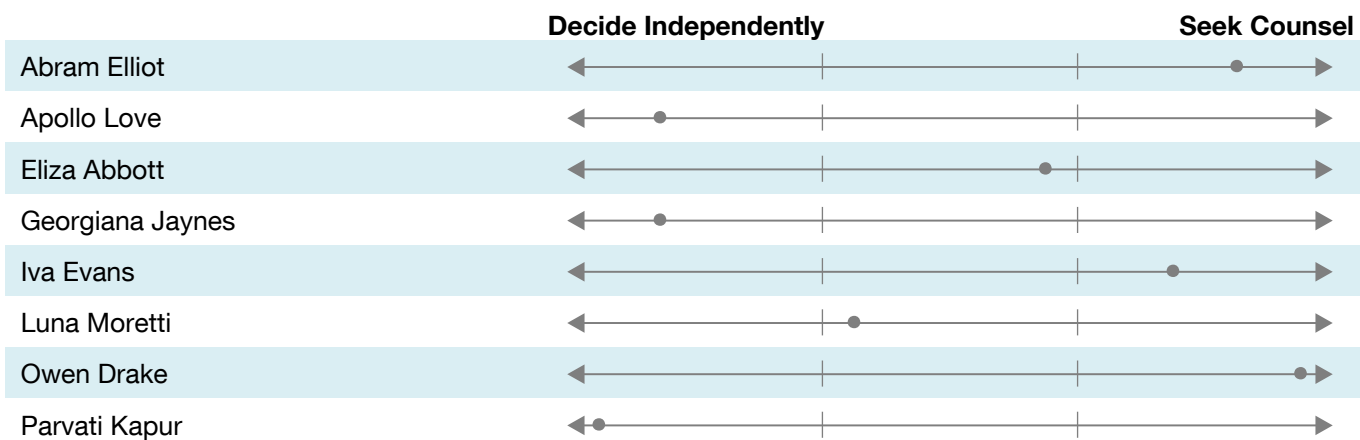 Decide Independently Seek Counsel
Abram Elliot
Apollo Love
Eliza Abbott
Georgiana Jaynes
Iva Evans
Luna Moretti
Owen Drake
Parvati Kapur